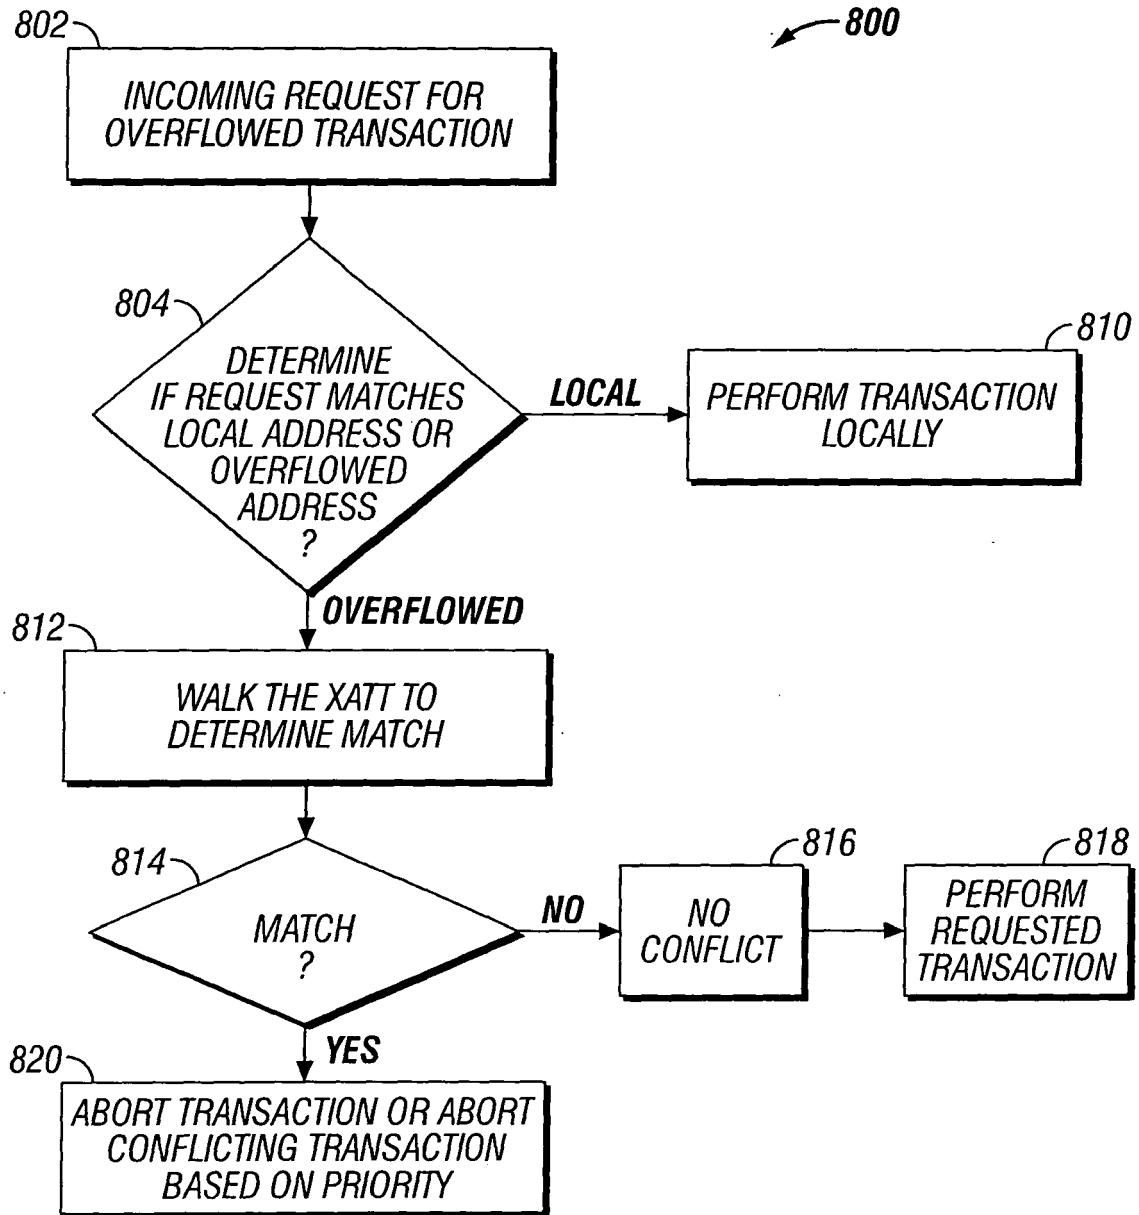 802
800
INCOMING REQUEST FOR
OVERFLOWED TRANSACTION
804
DETERMINE
IF REQUEST MATCHES
LOCAL ADDRESS OR
OVERFLOWED
ADDRESS
?
LOCAL
810
PERFORM TRANSACTION
LOCALLY
OVERFLOWED
812
WALK THE XATT TO
DETERMINE MATCH
814
MATCH
?
NO
816
NO
CONFLICT
818
PERFORM
REQUESTED
TRANSACTION
YES
820
ABORT TRANSACTION OR ABORT
CONFLICTING TRANSACTION
BASED ON PRIORITY